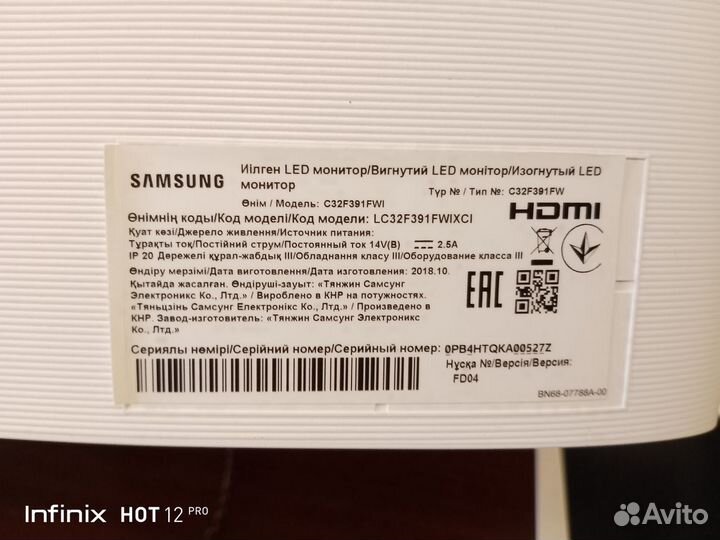 SAMSUNG
Иілген LED монитор/Вигнутий LED монітор/Изогнутый LED
монитор
Түр № / Тип №: C32F391FW
Өнім / Модель: C32F391FWI
HDMI
Өнімнің коды/Код моделі/Код модели: LC32F391FWIXCI
Қуат көзі/Джерело живлення/Источник питания:
Тұрақты ток/Постійний струм/Постоянный ток 14V(В) 2.5A
IP 20 Дәрежелі құрал-жабдық III/Обладнання класу III/Оборудование класса III
Өндіру мерзімі/Дата виготовлення/Дата изготовления: 2018.10.
Қытайда жасалған. Өндіруші-зауыт: «Тянжин Самсунг
Электроникс Ко., Лтд.» / Вироблено в КНР на потужностях.
«Тяньцзінь Самсунг Електронікс Ко., Лтд.» / Произведено в
КНР. Завод-изготовитель: «Тянжин Самсунг Электроникс
Ко., Лтд.»
EAC
Сериялы нөмірі/Серійний номер/Серийный номер: 0PB4HTQKA00527Z
Нұсқа №/Версія/Версия:
FD04
BN68-07788A-00
Infinix HOT 12 PRO
Avito